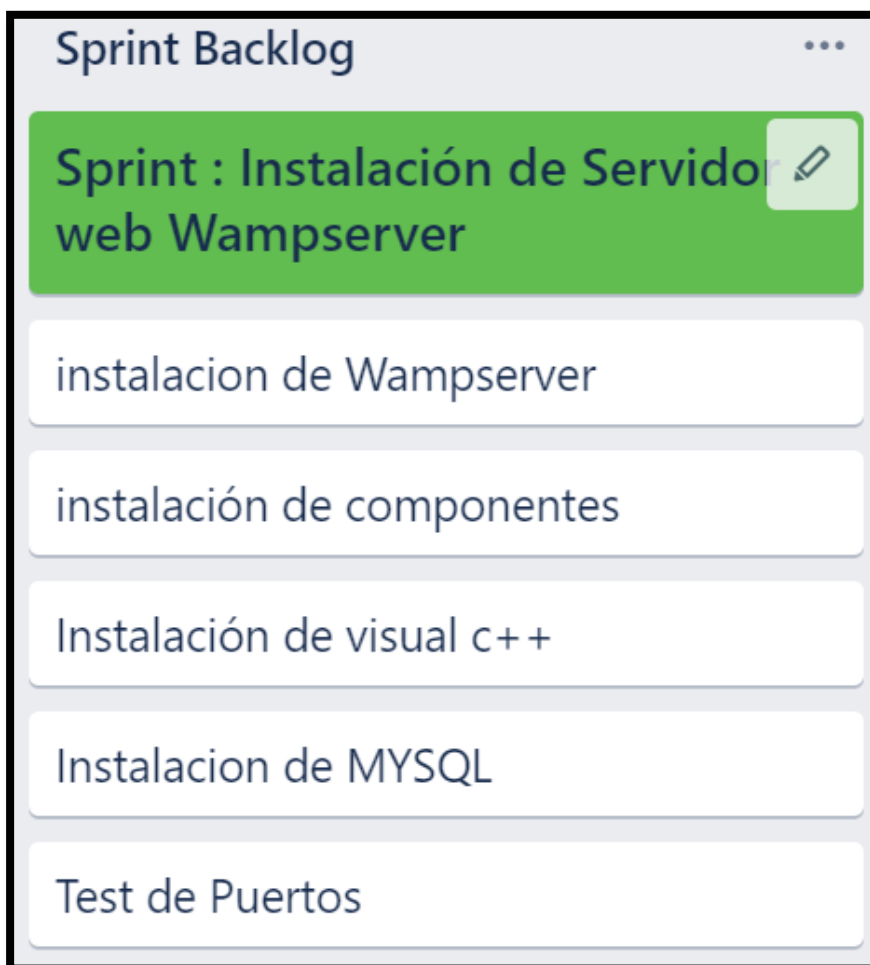 Sprint Backlog
Sprint : Instalación de Servidor
web Wampserver
instalacion de Wampserver
instalación de componentes
Instalación de visual c++
Instalacion de MYSQL
Test de Puertos